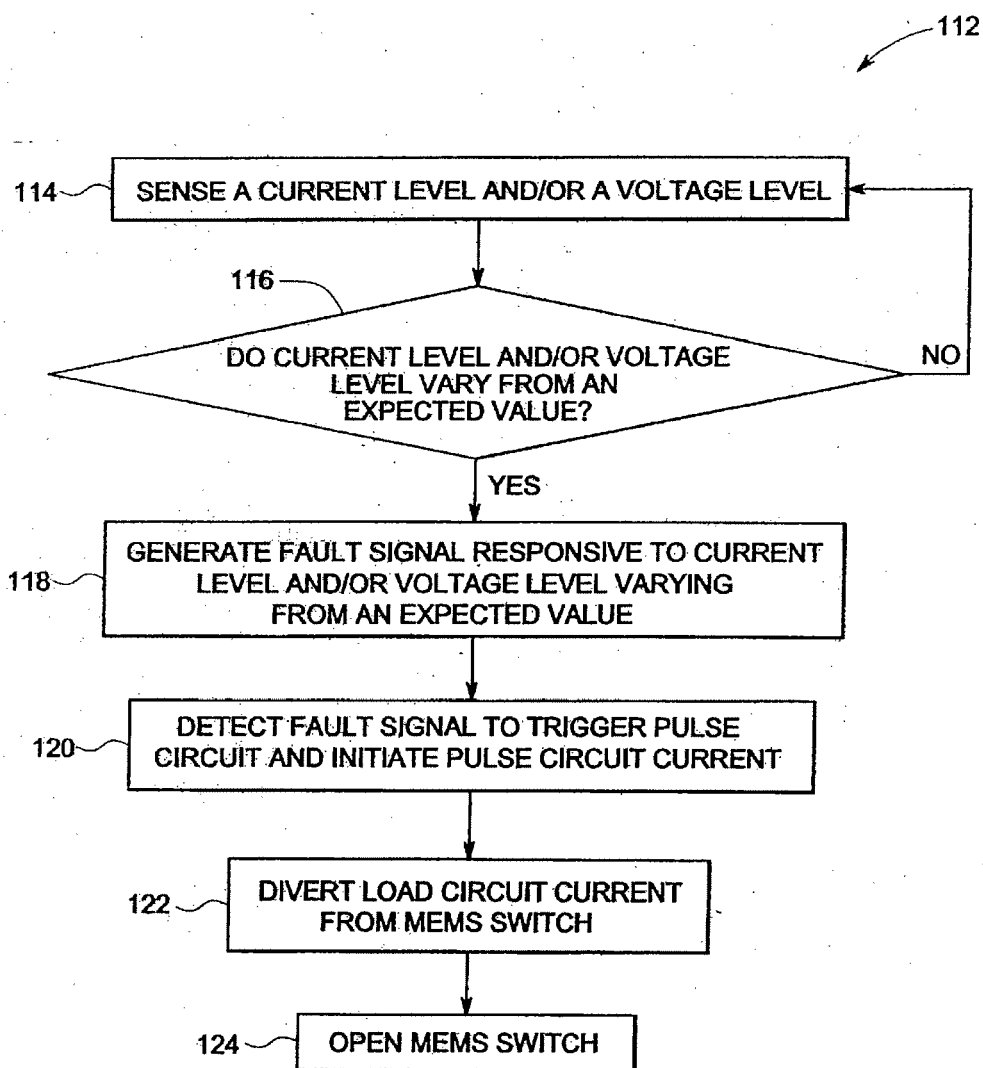 112
114
SENSE A CURRENT LEVEL AND/OR A VOLTAGE LEVEL
116
DO CURRENT LEVEL AND/OR VOLTAGE
LEVEL VARY FROM AN
EXPECTED VALUE?
NO
YES
118
GENERATE FAULT SIGNAL RESPONSIVE TO CURRENT
LEVEL AND/OR VOLTAGE LEVEL VARYING
FROM AN EXPECTED VALUE
120
DETECT FAULT SIGNAL TO TRIGGER PULSE
CIRCUIT AND INITIATE PULSE CIRCUIT CURRENT
122
DIVERT LOAD CIRCUIT CURRENT
FROM MEMS SWITCH
124
OPEN MEMS SWITCH